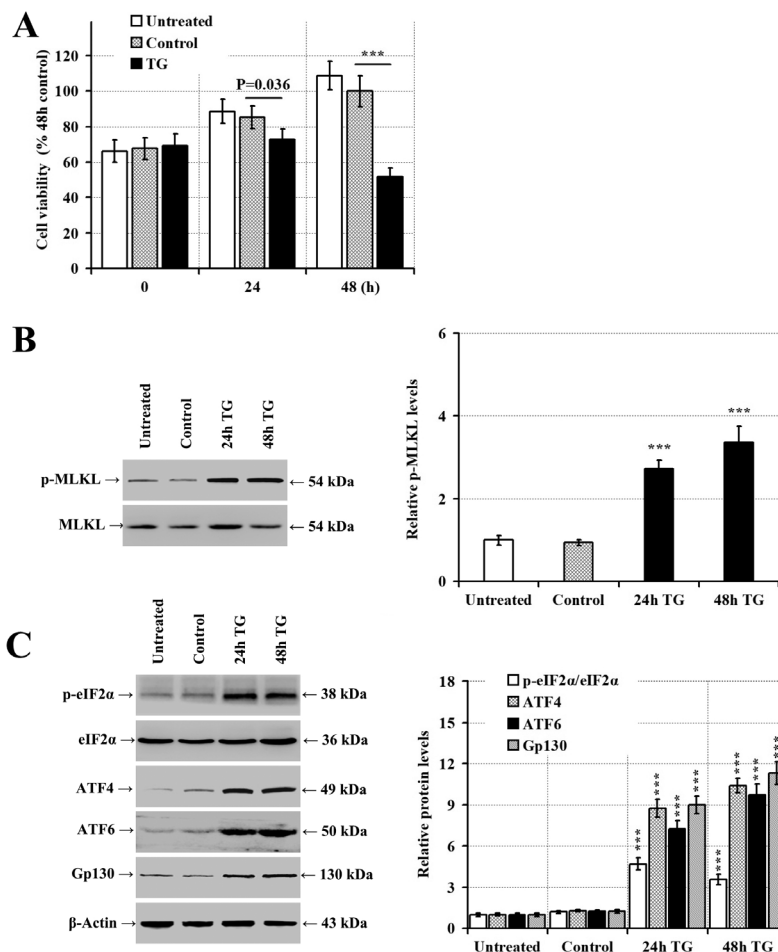 A
Untreated
Control
TG
Cell viability (% 48h control)
120
100
80
60
40
20
0
P=0.036
***
0 24 48 (h)
B
Untreated
Control
24h TG
48h TG
p-MLKL → ← 54 kDa
MLKL → ← 54 kDa
Relative p-MLKL levels
6
4
2
0
***
***
Untreated Control 24h TG 48h TG
C
Untreated
Control
24h TG
48h TG
p-eIF2α → ← 38 kDa
eIF2α → ← 36 kDa
ATF4 → ← 49 kDa
ATF6 → ← 50 kDa
Gp130 → ← 130 kDa
β-Actin → ← 43 kDa
Relative protein levels
18
15
12
9
6
3
0
p-eIF2α/eIF2α
ATF4
ATF6
Gp130
***
***
***
***
***
***
***
***
Untreated Control 24h TG 48h TG